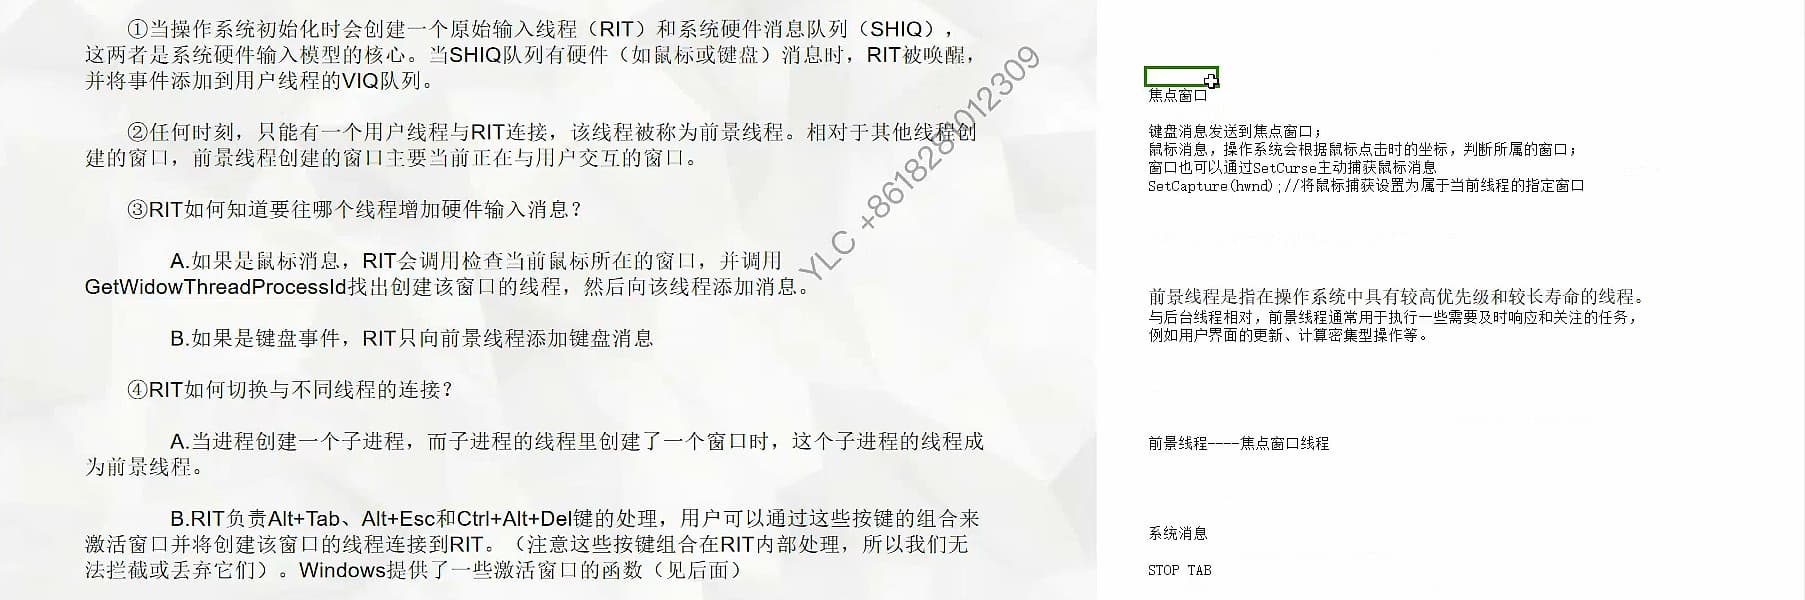 ①当操作系统初始化时会创建一个原始输入线程（RIT）和系统硬件消息队列（SHIQ），
这两者是系统硬件输入模型的核心。当SHIQ队列有硬件（如鼠标或键盘）消息时，RIT被唤醒，
并将事件添加到用户线程的VIQ队列。
②任何时刻，只能有一个用户线程与RIT连接，该线程被称为前景线程。相对于其他线程创
建的窗口，前景线程创建的窗口主要当前正在与用户交互的窗口。
③RIT如何知道要往哪个线程增加硬件输入消息？
A.如果是鼠标消息，RIT会调用检查当前鼠标所在的窗口，并调用
GetWidowThreadProcessId找出创建该窗口的线程，然后向该线程添加消息。
B.如果是键盘事件，RIT只向前景线程添加键盘消息
④RIT如何切换与不同线程的连接？
A.当进程创建一个子进程，而子进程的线程里创建了一个窗口时，这个子进程的线程成
为前景线程。
B.RIT负责Alt+Tab、Alt+Esc和Ctrl+Alt+Del键的处理，用户可以通过这些按键的组合来
激活窗口并将创建该窗口的线程连接到RIT。（注意这些按键组合在RIT内部处理，所以我们无
法拦截或丢弃它们）。Windows提供了一些激活窗口的函数（见后面）
YLC +8618281012309
焦点窗口
键盘消息发送到焦点窗口；
鼠标消息，操作系统会根据鼠标点击时的坐标，判断所属的窗口；
窗口也可以通过SetCurse主动捕获鼠标消息
SetCapture(hwnd);//将鼠标捕获设置为属于当前线程的指定窗口
前景线程是指在操作系统中具有较高优先级和较长寿命的线程。
与后台线程相对，前景线程通常用于执行一些需要及时响应和关注的任务，
例如用户界面的更新、计算密集型操作等。
前景线程----焦点窗口线程
系统消息
STOP TAB